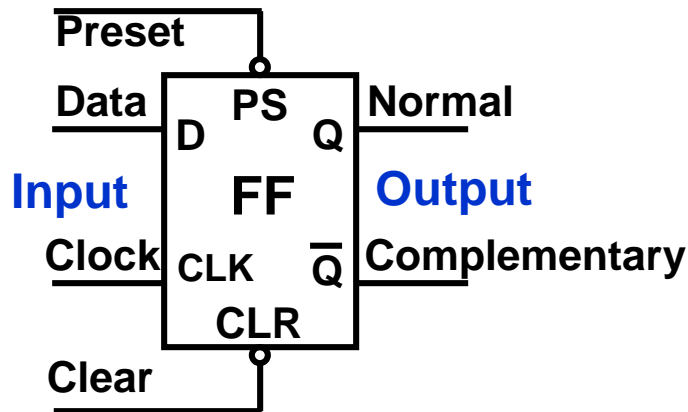 Preset
Data PS Normal
D Q
Input FF Output
Clock CLK Q̅ Complementary
CLR
Clear